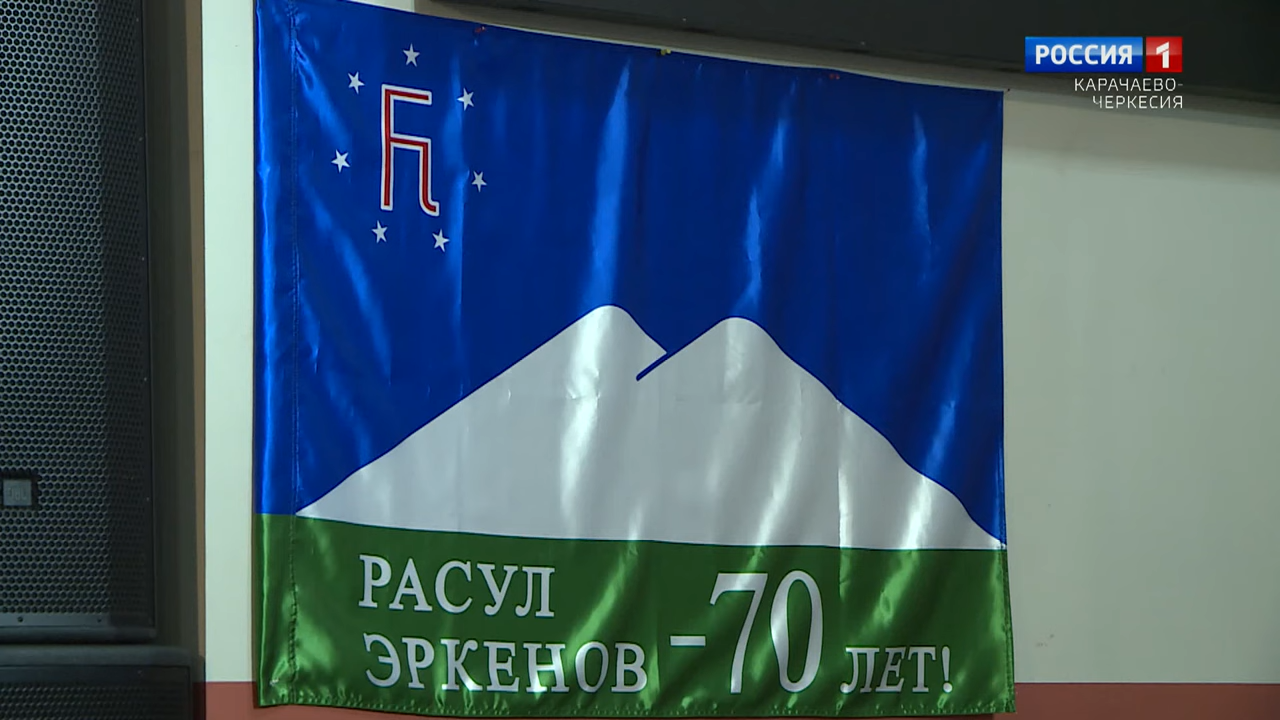 РОССИЯ 1
КАРАЧАЕВО-
ЧЕРКЕСИЯ
РАСУЛ
ЭРКЕНОВ -70 ЛЕТ!